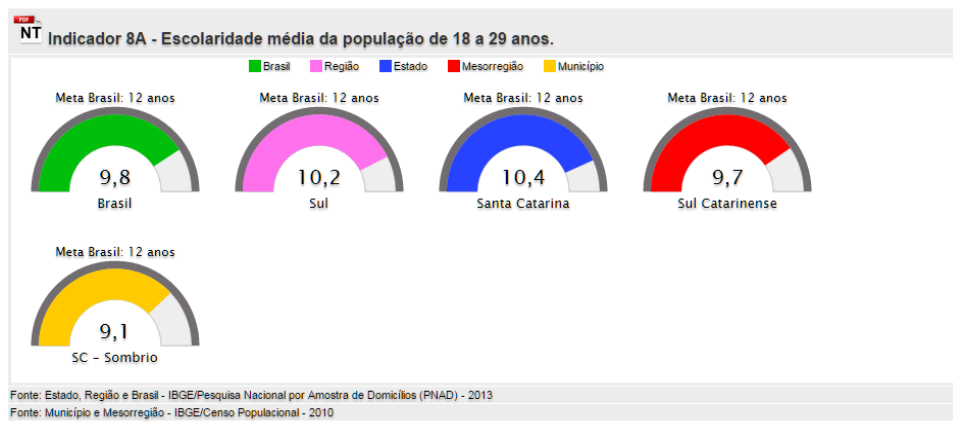 PDF
NT Indicador 8A - Escolaridade média da população de 18 a 29 anos.
Brasil Região Estado Mesorregião Município
Meta Brasil: 12 anos Meta Brasil: 12 anos Meta Brasil: 12 anos Meta Brasil: 12 anos
9,8 10,2 10,4 9,7
Brasil Sul Santa Catarina Sul Catarinense
Meta Brasil: 12 anos
9,1
SC - Sombrio
Fonte: Estado, Região e Brasil - IBGE/Pesquisa Nacional por Amostra de Domicílios (PNAD) - 2013
Fonte: Município e Mesorregião - IBGE/Censo Populacional - 2010